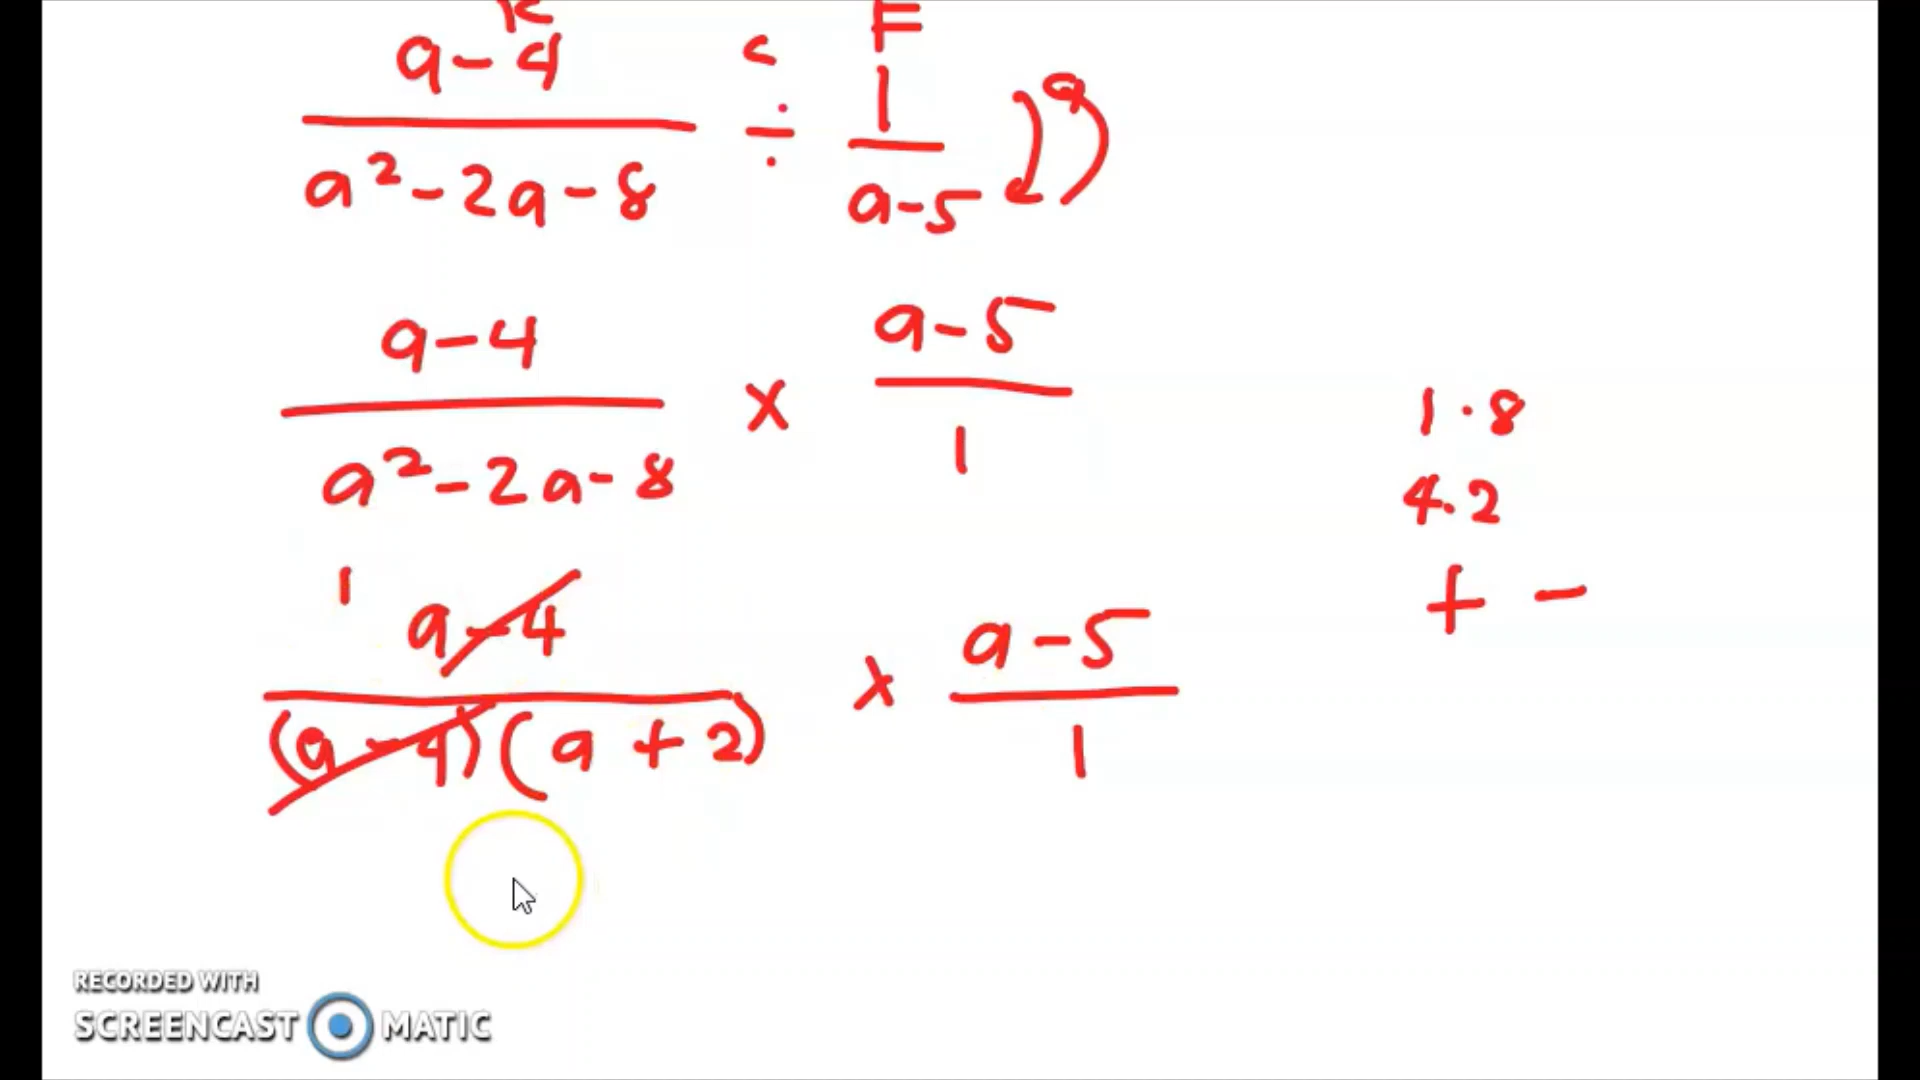 K C F
a-4 / a²-2a-8 ÷ 1 / a-5
a-4 / a²-2a-8 x a-5 / 1
1·8
4.2
+ -
1
a-4 / (a-4)(a+2) x a-5 / 1
RECORDED WITH
SCREENCAST MATIC